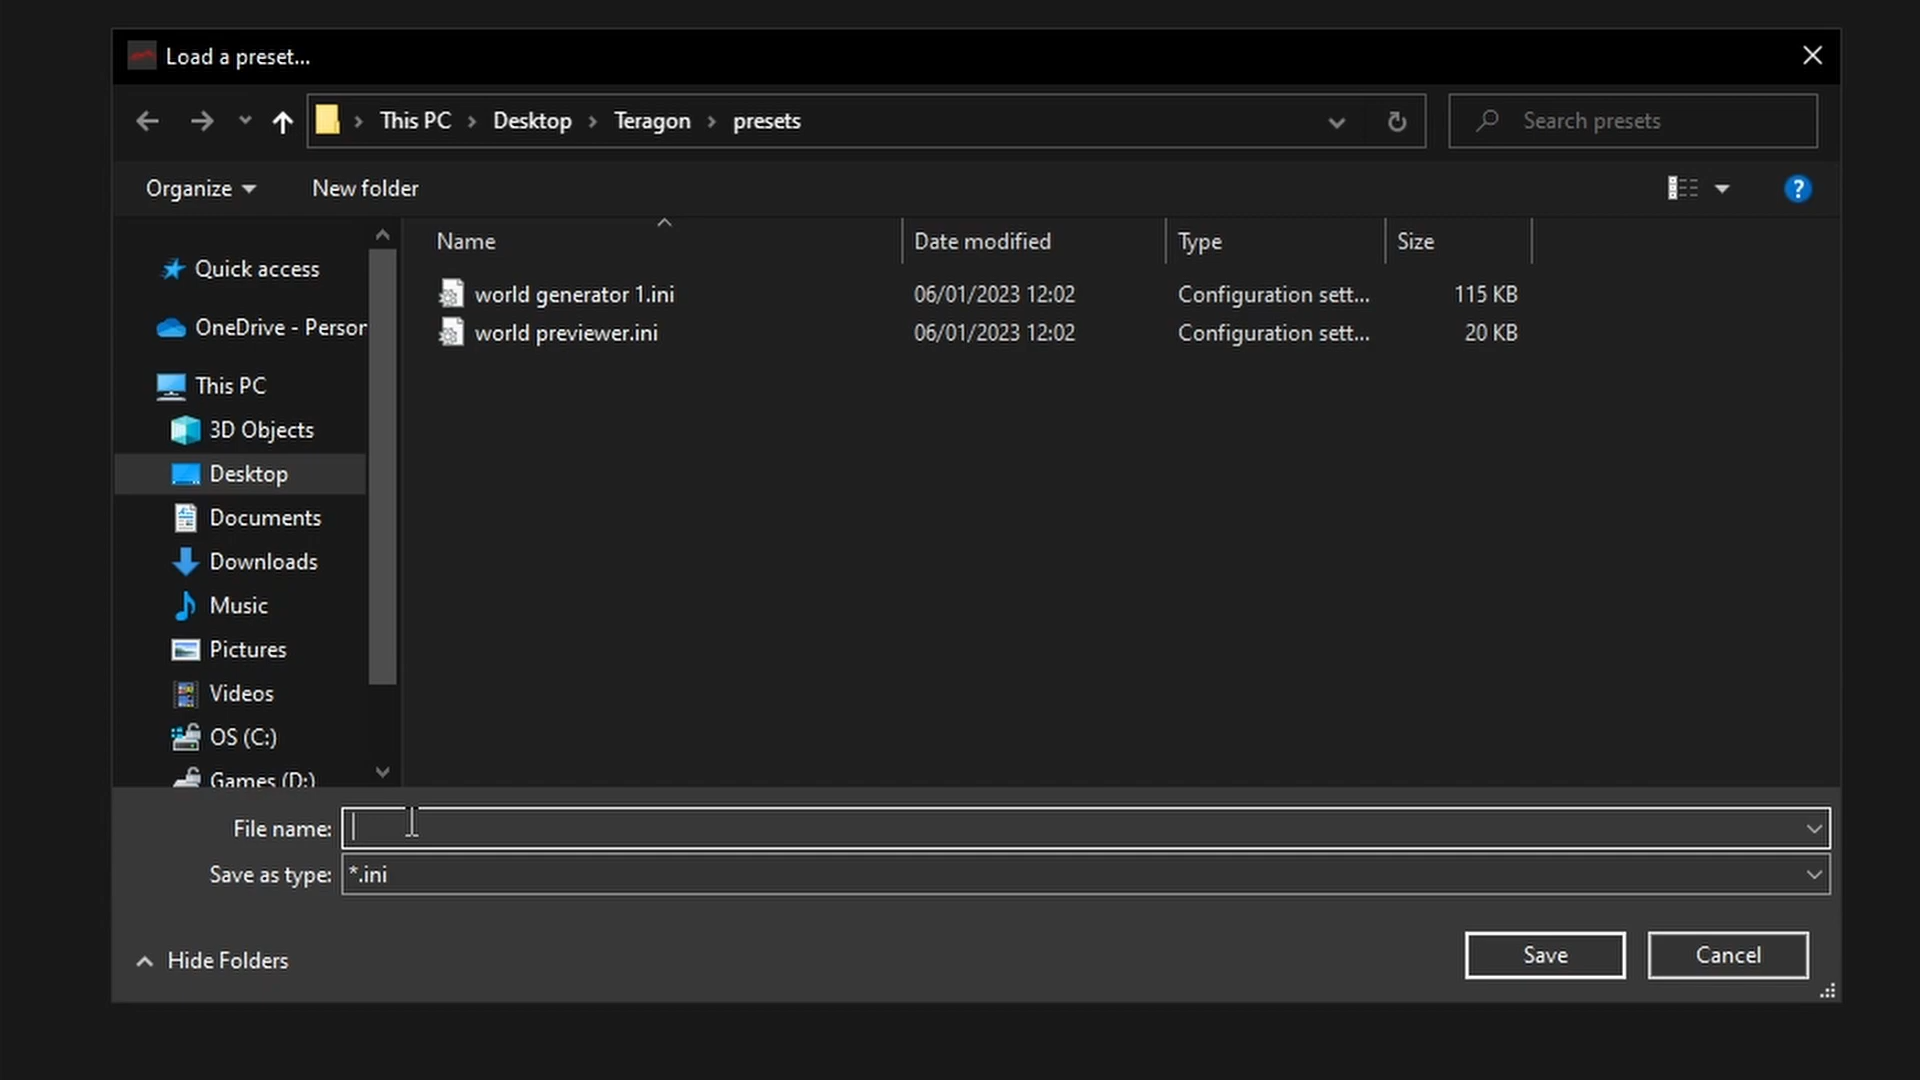 Load a preset...
This PC > Desktop > Teragon > presets
Search presets
Organize
New folder
?
Name
Date modified
Type
Size
world generator 1.ini 06/01/2023 12:02 Configuration sett... 115 KB
world previewer.ini 06/01/2023 12:02 Configuration sett... 20 KB
Quick access
OneDrive - Person
This PC
3D Objects
Desktop
Documents
Downloads
Music
Pictures
Videos
OS (C:)
Games (D:)
File name:
Save as type: *.ini
Hide Folders
Save
Cancel